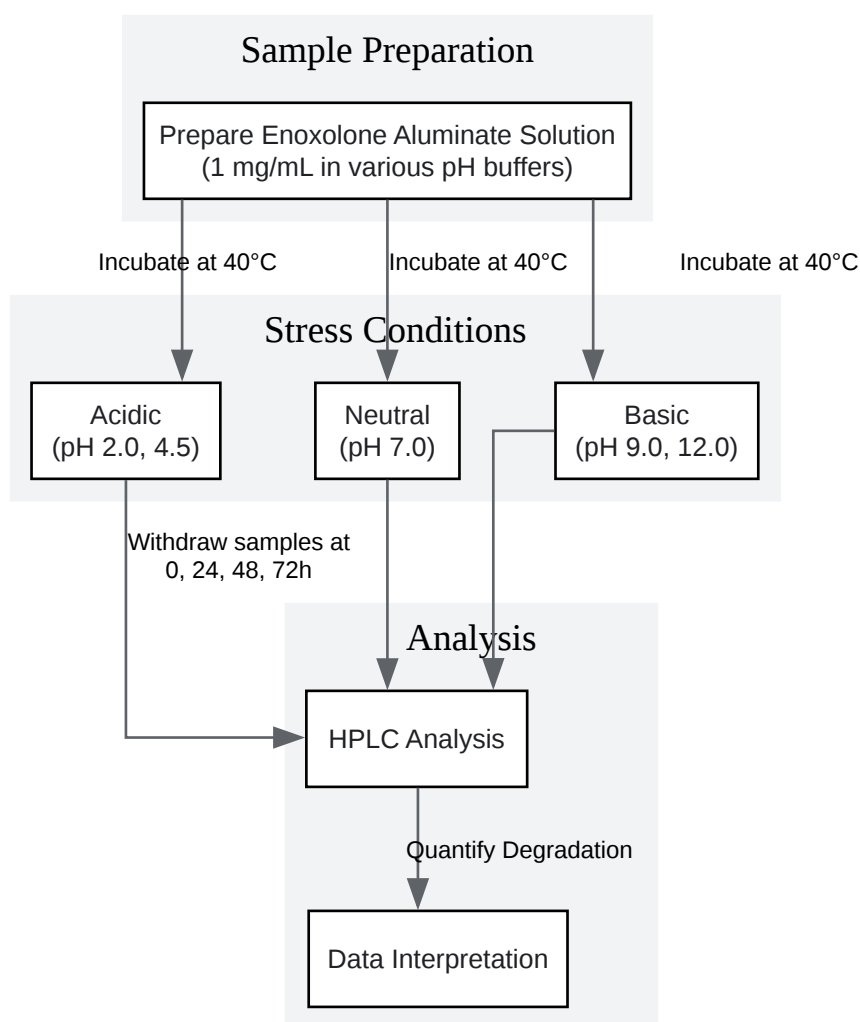 Sample Preparation
Prepare Enoxolone Aluminate Solution
(1 mg/mL in various pH buffers)
Incubate at 40°C
Incubate at 40°C
Incubate at 40°C
Stress Conditions
Acidic
(pH 2.0, 4.5)
Neutral
(pH 7.0)
Basic
(pH 9.0, 12.0)
Withdraw samples at
0, 24, 48, 72h
Analysis
HPLC Analysis
Quantify Degradation
Data Interpretation